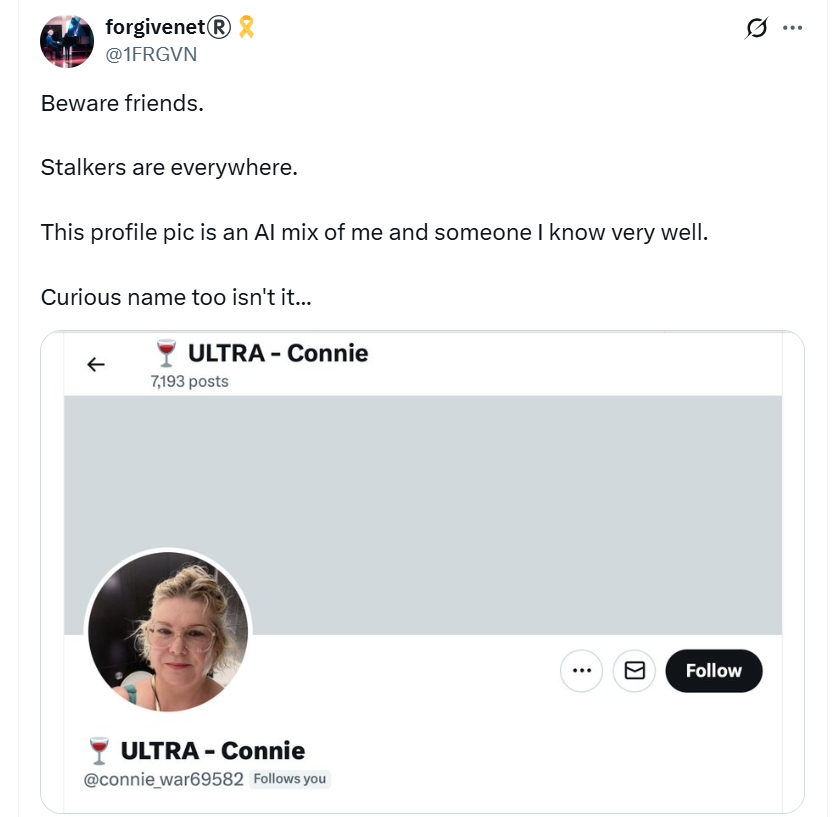 forgivenet®🎗️
@1FRGVN
Beware friends.
Stalkers are everywhere.
This profile pic is an AI mix of me and someone I know very well.
Curious name too isn't it...
🍷 ULTRA - Connie
7,193 posts
Follow
🍷 ULTRA - Connie
@connie_war69582 Follows you